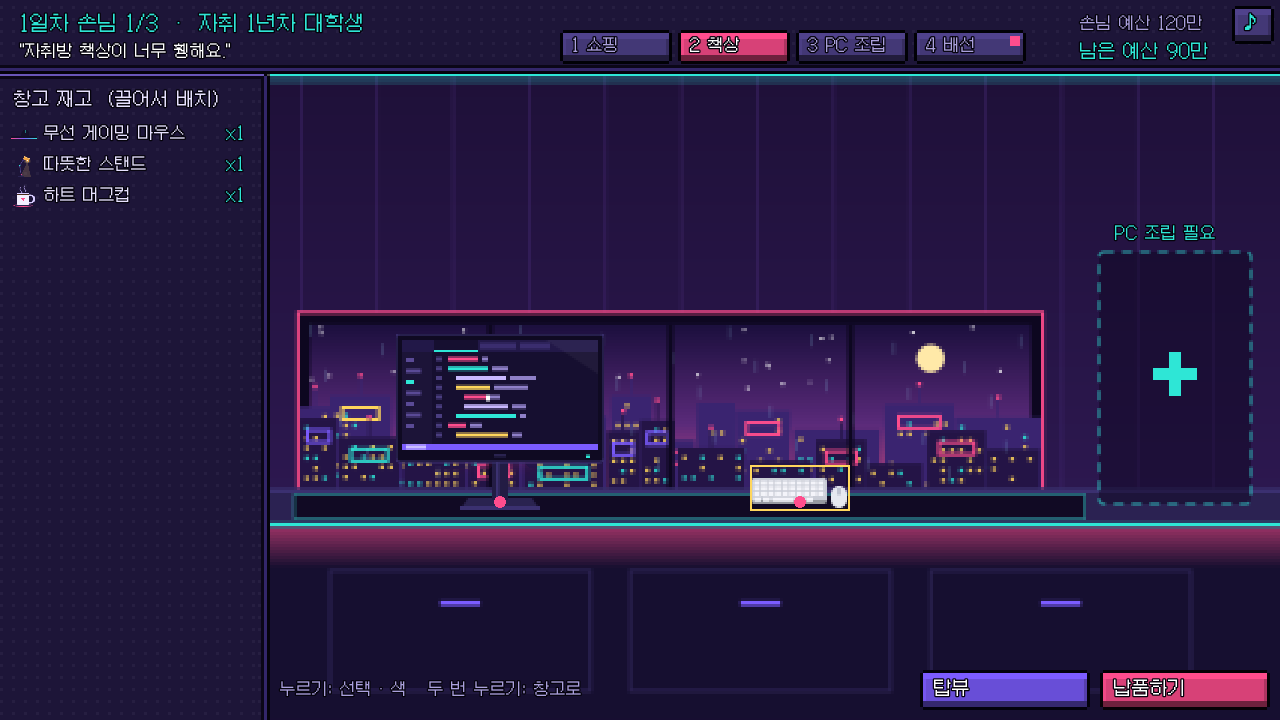 1일차 손님 1/3 · 자취 1년차 대학생
"자취방 책상이 너무 휑해요."
1 쇼핑
2 책상
3 PC 조립
4 배선
손님 예산 120만
남은 예산 90만
♪
창고 재고 (끌어서 배치)
무선 게이밍 마우스 x1
따뜻한 스탠드 x1
하트 머그컵 x1
PC 조립 필요
누르기: 선택 · 색 두 번 누르기: 창고로
탑뷰
납품하기